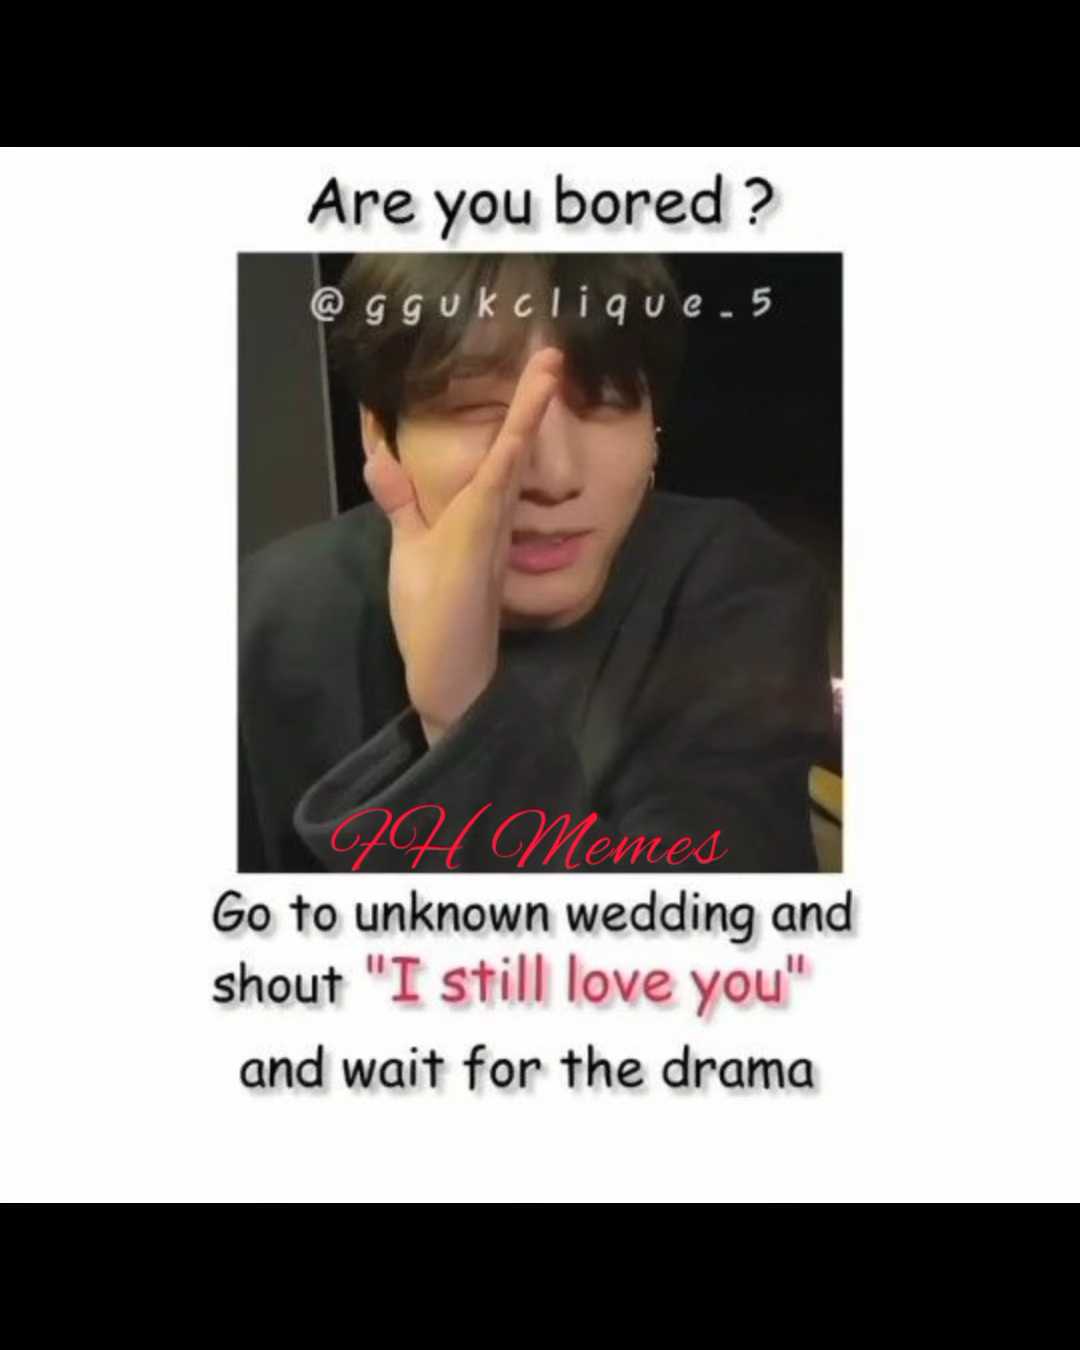 Are you bored ?
@ggukclique_5
FH Memes
Go to unknown wedding and
shout "I still love you"
and wait for the drama